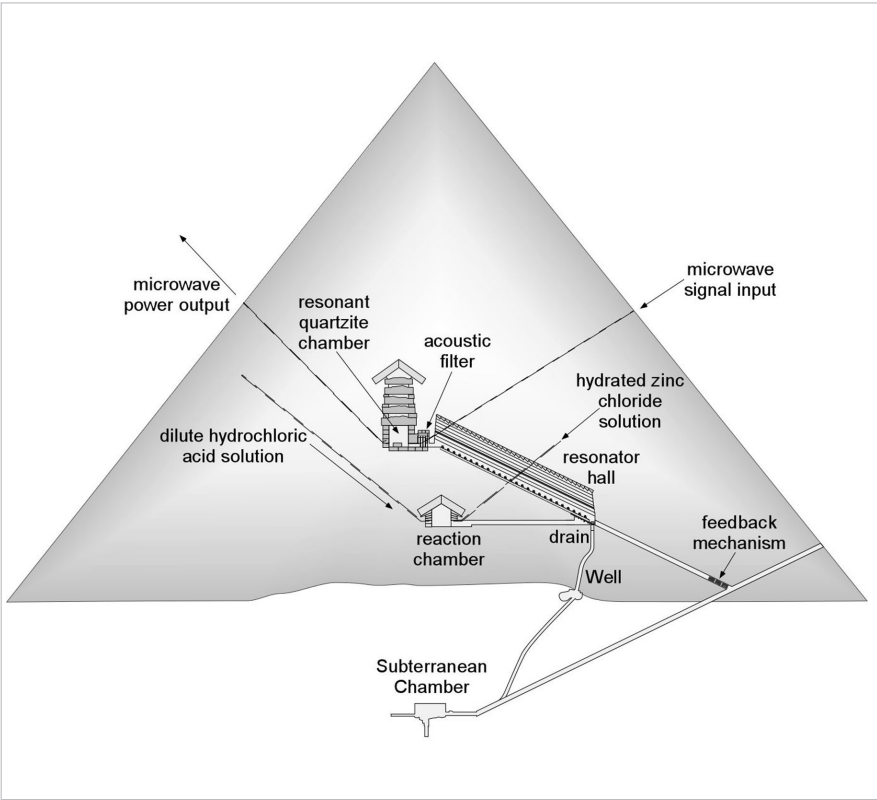 microwave
power output
resonant
quartzite
chamber
acoustic
filter
microwave
signal input
hydrated zinc
chloride
solution
dilute hydrochloric
acid solution
resonator
hall
reaction
chamber
drain
feedback
mechanism
Well
Subterranean
Chamber